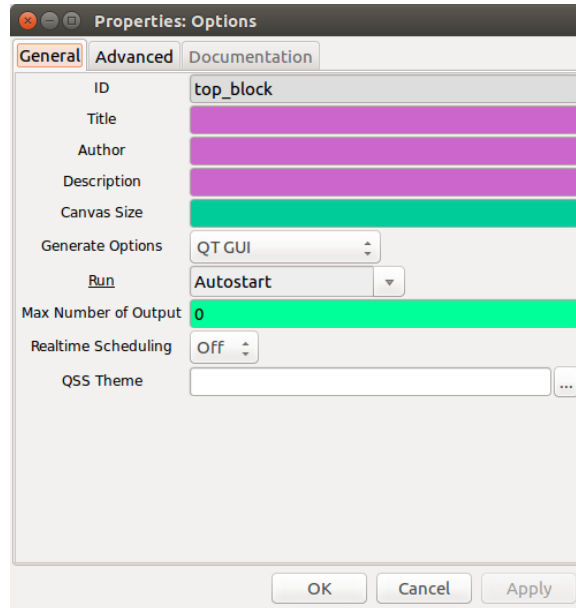 Properties: Options
General Advanced Documentation
ID top_block
Title
Author
Description
Canvas Size
Generate Options QT GUI
Run Autostart
Max Number of Output 0
Realtime Scheduling Off
QSS Theme ...
OK Cancel Apply